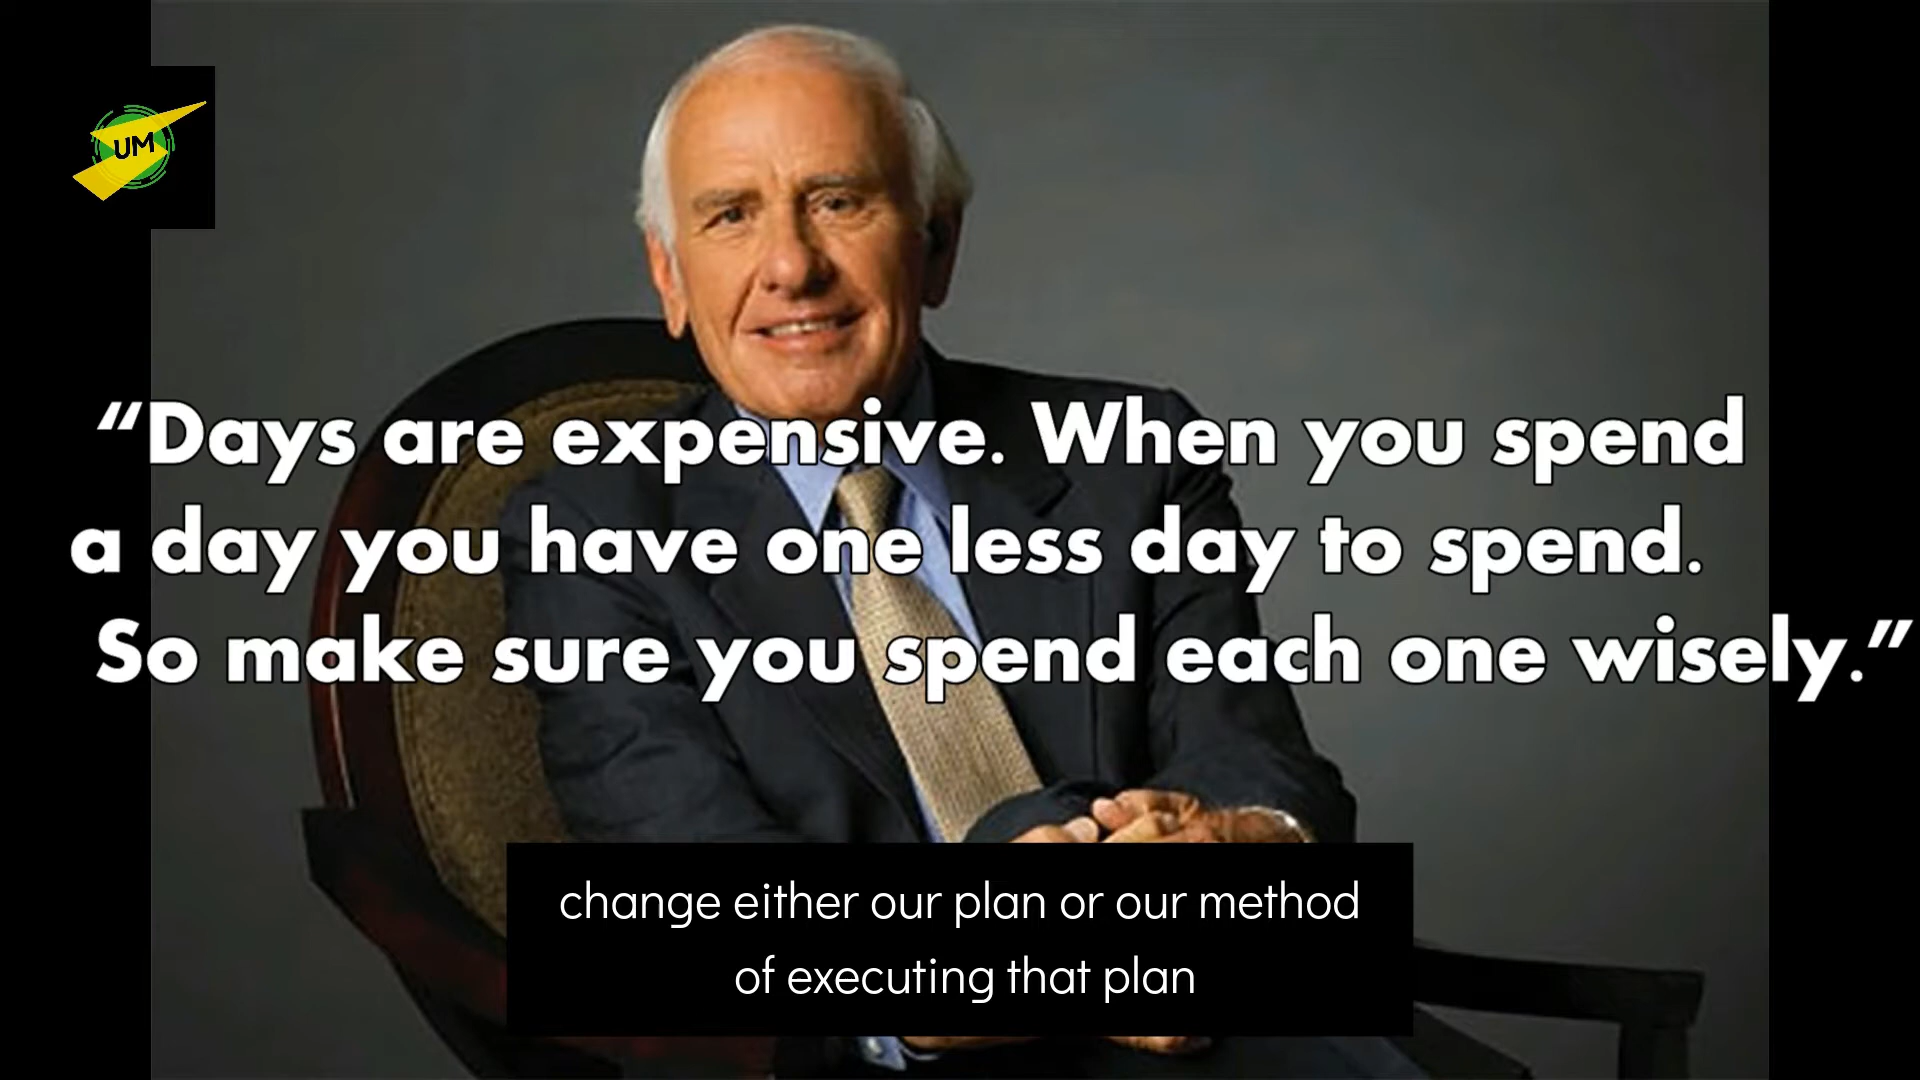 UM
“Days are expensive. When you spend
a day you have one less day to spend.
So make sure you spend each one wisely.”
change either our plan or our method
of executing that plan